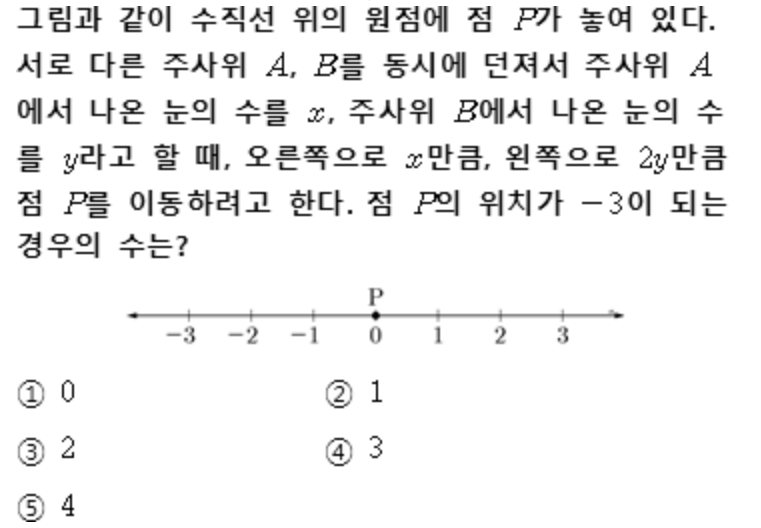 그림과 같이 수직선 위의 원점에 점 P가 놓여 있다.
서로 다른 주사위 A, B를 동시에 던져서 주사위 A
에서 나온 눈의 수를 x, 주사위 B에서 나온 눈의 수
를 y라고 할 때, 오른쪽으로 x만큼, 왼쪽으로 2y만큼
점 P를 이동하려고 한다. 점 P의 위치가 −3이 되는
경우의 수는?
P
−3 −2 −1 0 1 2 3
① 0 ② 1
③ 2 ④ 3
⑤ 4